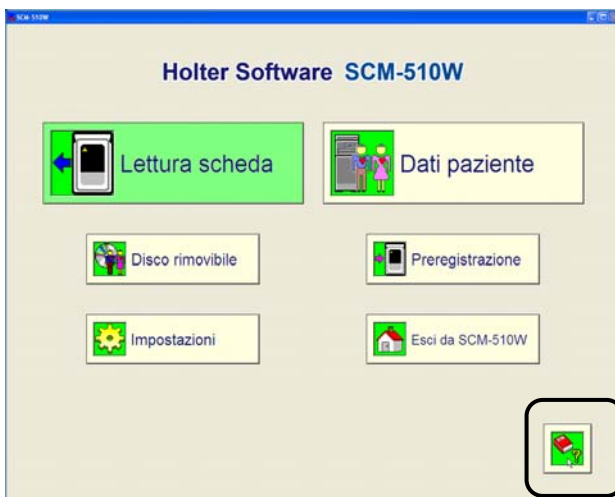 SCM-510W
Holter Software SCM-510W
Lettura scheda
Dati paziente
Disco rimovibile
Preregistrazione
Impostazioni
Esci da SCM-510W
?